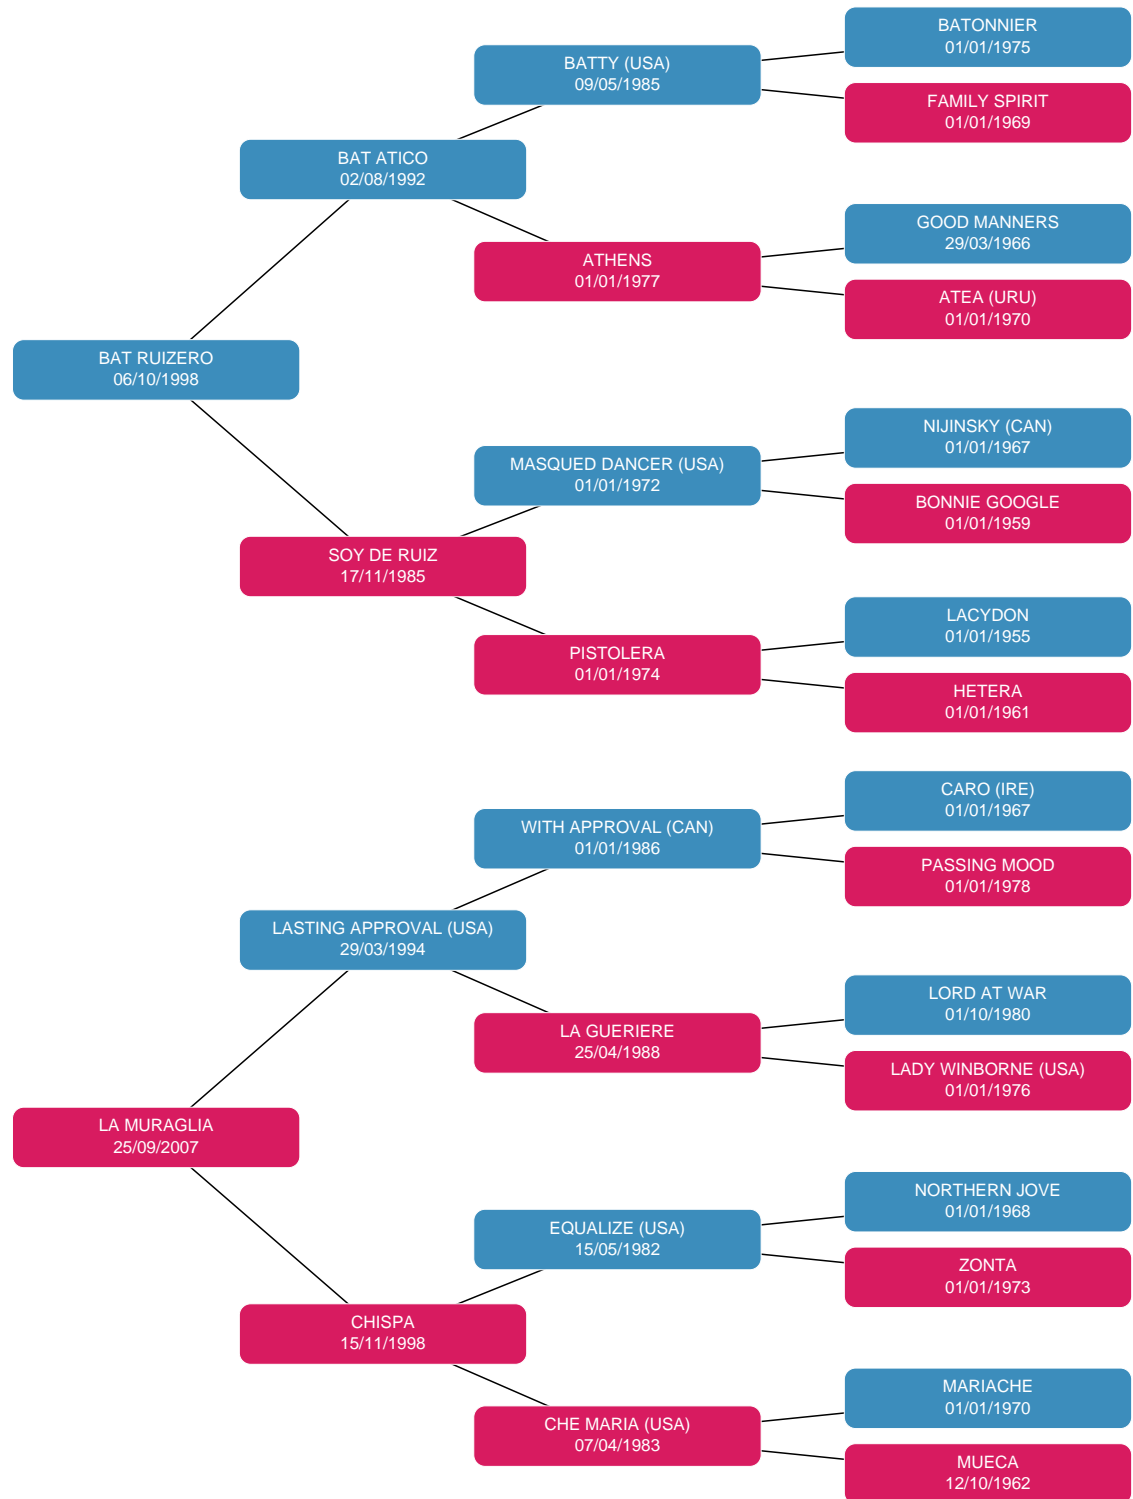 BATONNIER
01/01/1975
BATTY (USA)
09/05/1985
FAMILY SPIRIT
01/01/1969
BAT ATICO
02/08/1992
GOOD MANNERS
29/03/1966
ATHENS
01/01/1977
ATEA (URU)
01/01/1970
BAT RUIZERO
06/10/1998
NIJINSKY (CAN)
01/01/1967
MASQUED DANCER (USA)
01/01/1972
BONNIE GOOGLE
01/01/1959
SOY DE RUIZ
17/11/1985
LACYDON
01/01/1955
PISTOLERA
01/01/1974
HETERA
01/01/1961
CARO (IRE)
01/01/1967
WITH APPROVAL (CAN)
01/01/1986
PASSING MOOD
01/01/1978
LASTING APPROVAL (USA)
29/03/1994
LORD AT WAR
01/10/1980
LA GUERIERE
25/04/1988
LADY WINBORNE (USA)
01/01/1976
LA MURAGLIA
25/09/2007
NORTHERN JOVE
01/01/1968
EQUALIZE (USA)
15/05/1982
ZONTA
01/01/1973
CHISPA
15/11/1998
MARIACHE
01/01/1970
CHE MARIA (USA)
07/04/1983
MUECA
12/10/1962